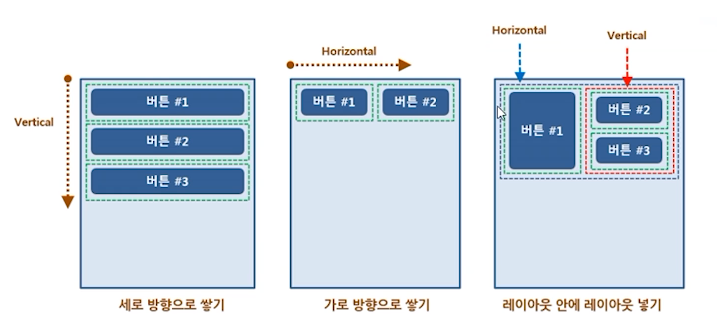 Vertical
버튼 #1
버튼 #2
버튼 #3
세로 방향으로 쌓기
Horizontal
버튼 #1
버튼 #2
가로 방향으로 쌓기
Horizontal
Vertical
버튼 #1
버튼 #2
버튼 #3
레이아웃 안에 레이아웃 넣기